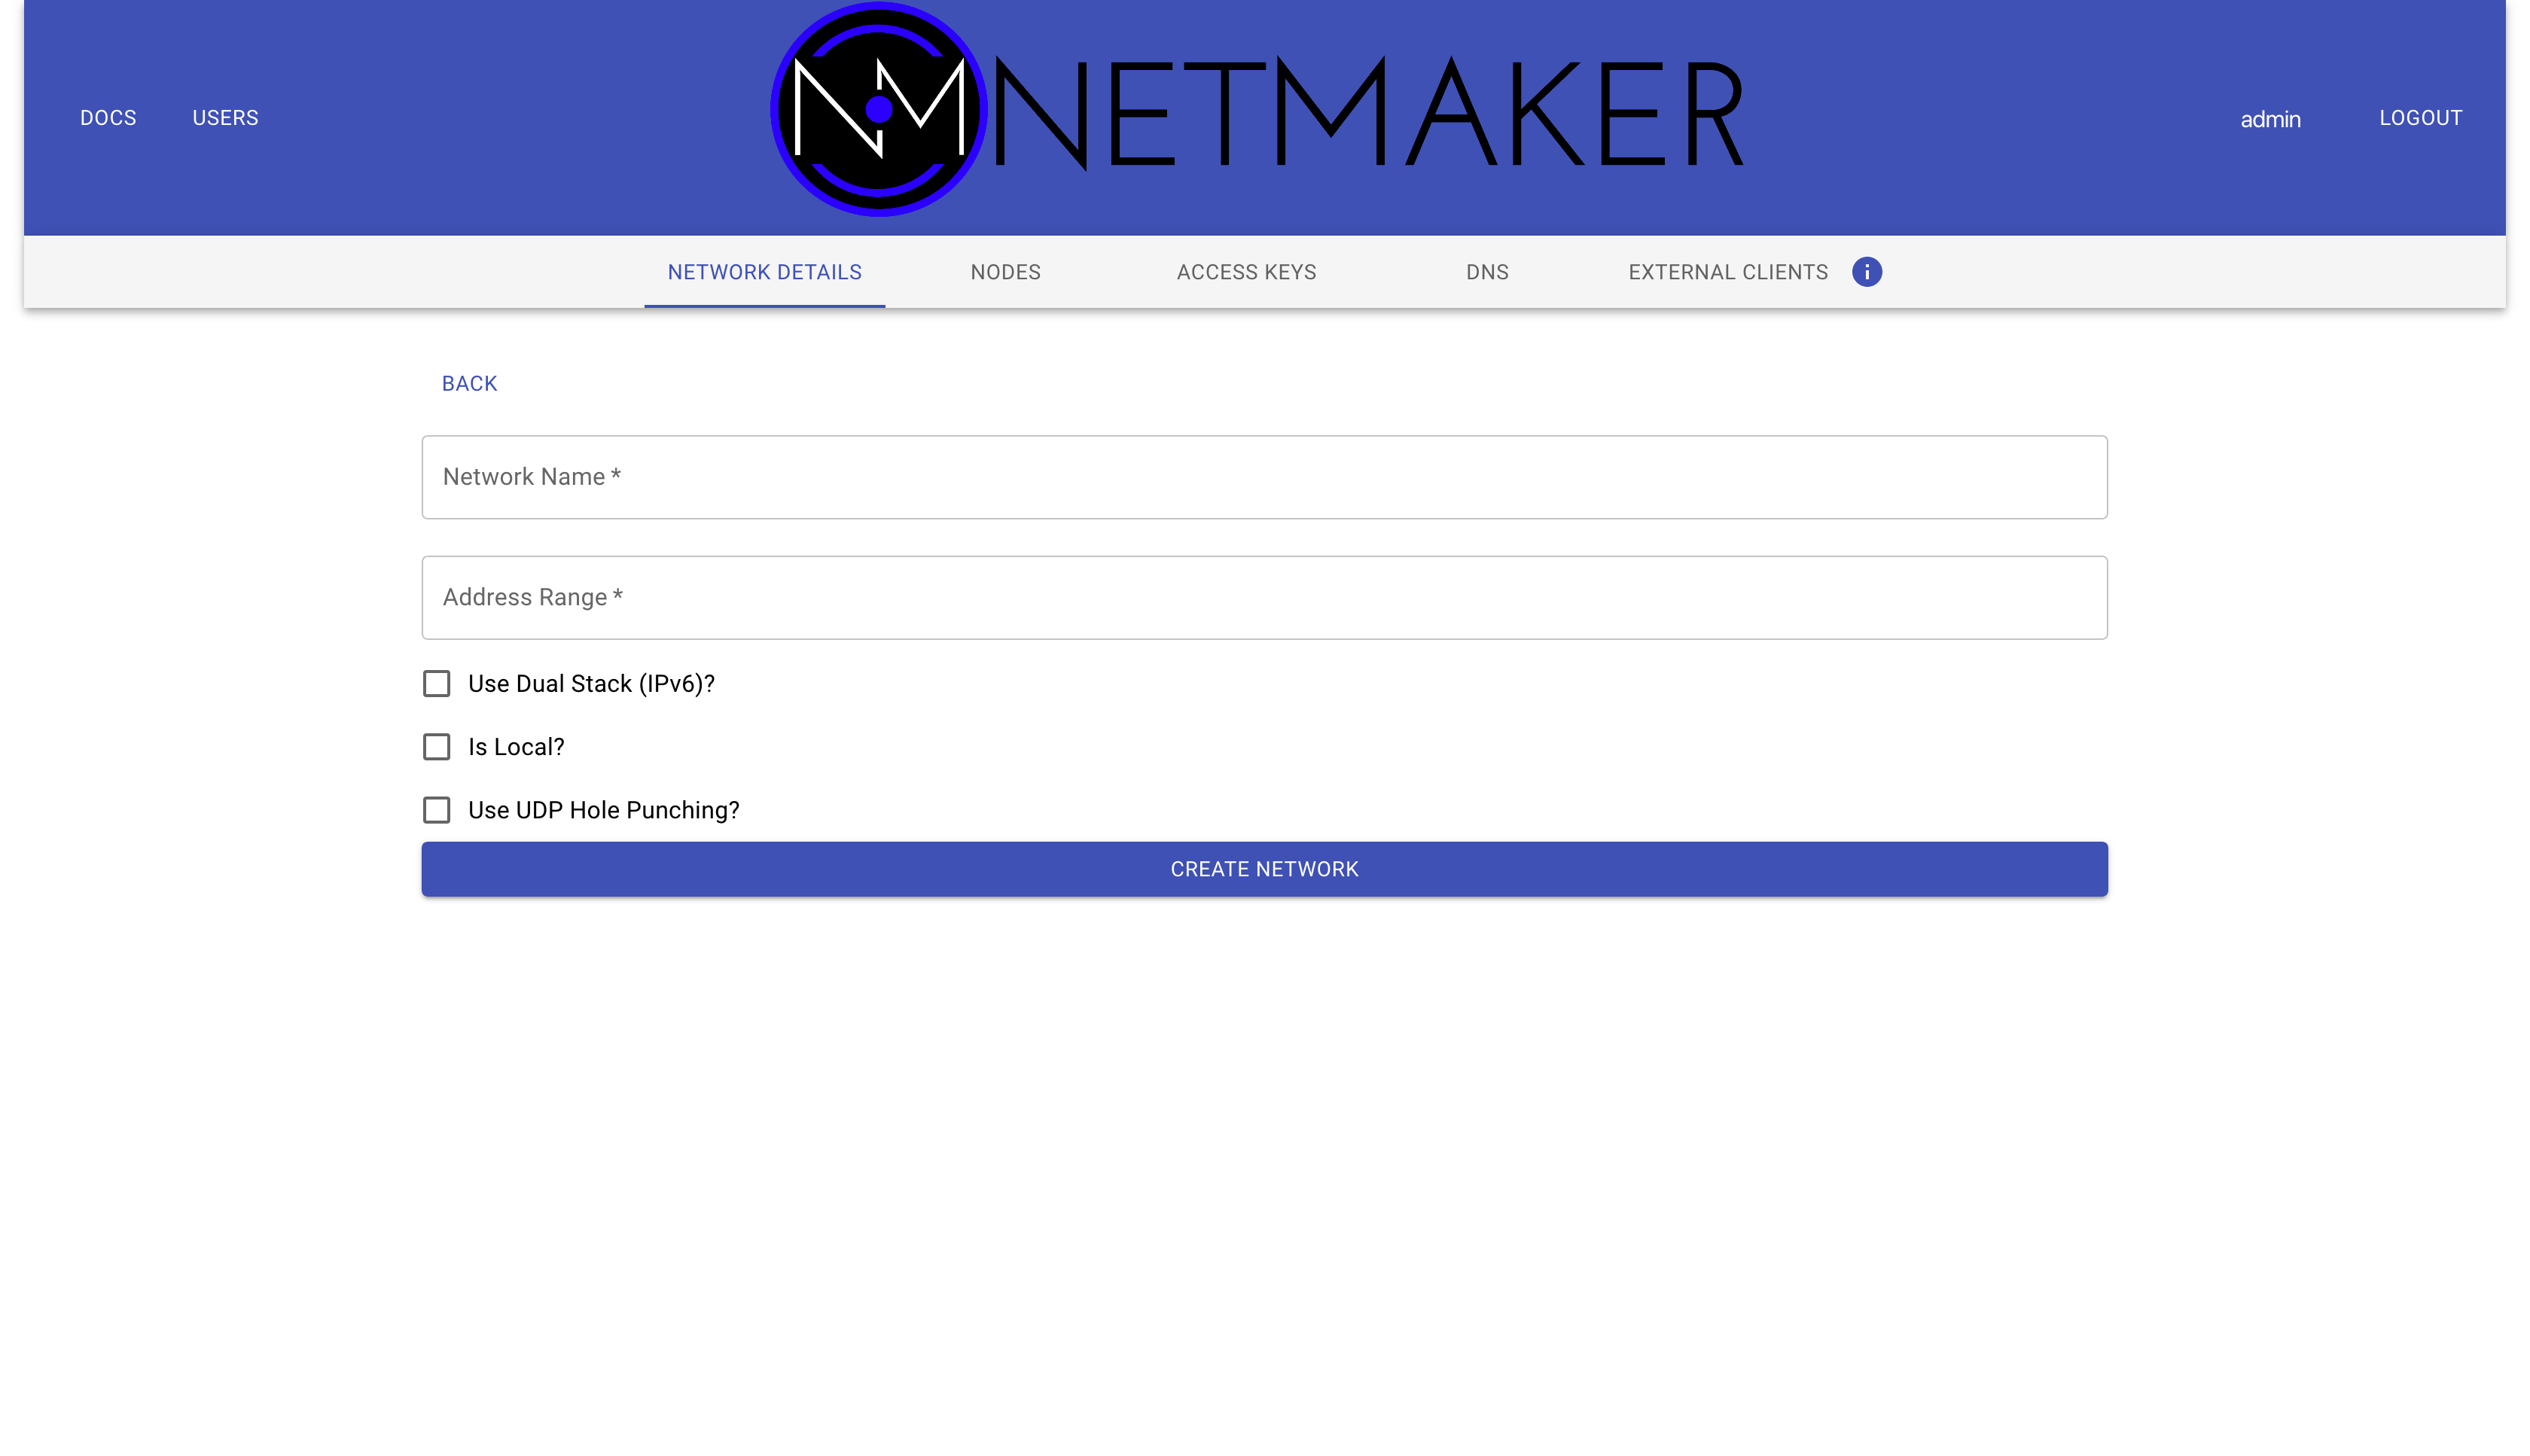 DOCS USERS NM NETMAKER admin LOGOUT
NETWORK DETAILS NODES ACCESS KEYS DNS EXTERNAL CLIENTS i
BACK
Network Name *
Address Range *
Use Dual Stack (IPv6)?
Is Local?
Use UDP Hole Punching?
CREATE NETWORK